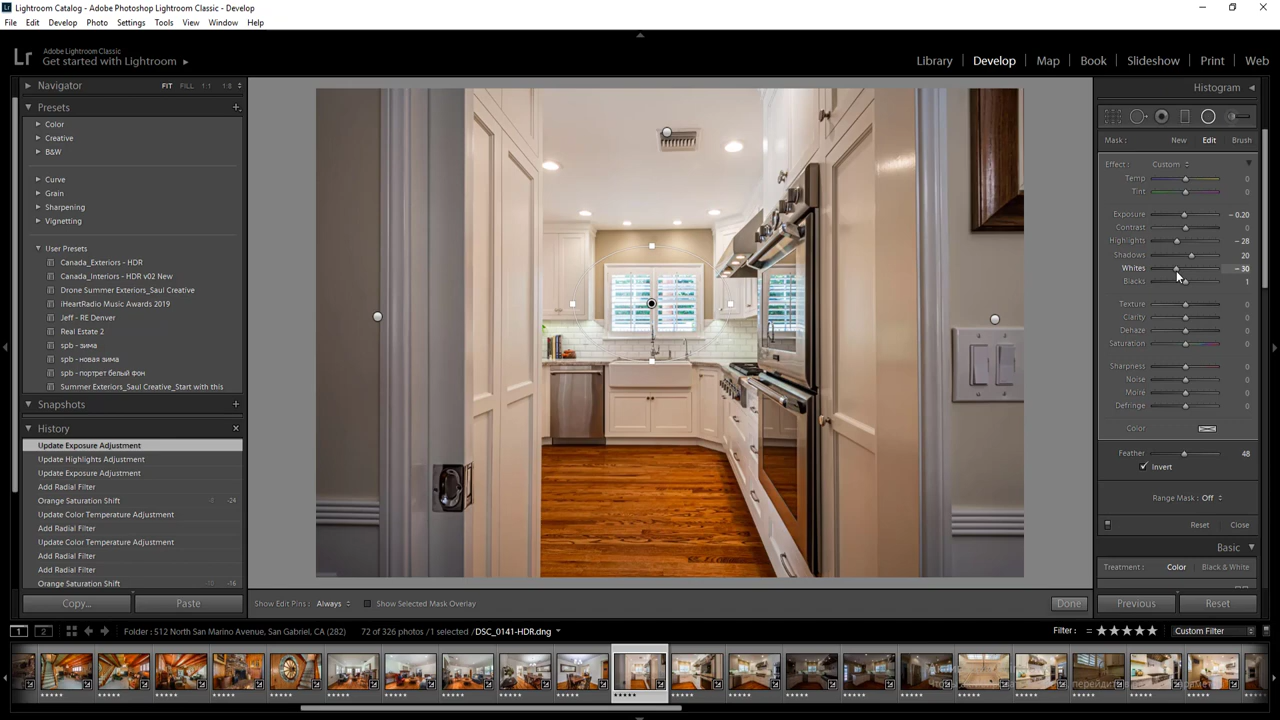 Lightroom Catalog - Adobe Photoshop Lightroom Classic - Develop
File Edit Develop Photo Settings Tools View Window Help
Lr Adobe Lightroom Classic
Get started with Lightroom
Library Develop Map Book Slideshow Print Web
Navigator FIT FILL 1:1 1:8
Presets
Color
Creative
B&W
Curve
Grain
Sharpening
Vignetting
User Presets
Canada_Exteriors - HDR
Canada_Interiors - HDR v02 New
Drone Summer Exteriors_Saul Creative
iHeartRadio Music Awards 2019
Jeff - RE Denver
Real Estate 2
spb - зима
spb - новая зима
spb - портрет белый фон
Summer Exteriors_Saul Creative_Start with this
Snapshots
History
Update Exposure Adjustment
Update Highlights Adjustment
Update Exposure Adjustment
Add Radial Filter
Orange Saturation Shift -8 -24
Update Color Temperature Adjustment
Add Radial Filter
Update Color Temperature Adjustment
Add Radial Filter
Orange Saturation Shift -16
Copy... Paste
Show Edit Pins : Always Show Selected Mask Overlay Done
Histogram
Mask : New Edit Brush
Effect : Custom
Temp 0
Tint 0
Exposure – 0.20
Contrast 0
Highlights – 28
Shadows 20
Whites – 30
Blacks 1
Texture 0
Clarity 0
Dehaze 0
Saturation 0
Sharpness 0
Noise 0
Moiré 0
Defringe 0
Color
Feather 48
Invert
Range Mask : Off
Reset Close
Basic
Treatment : Color Black & White
Previous Reset
1 2 Folder : 512 North San Marino Avenue, San Gabriel, CA (282) 72 of 326 photos / 1 selected / DSC_0141-HDR.dng Filter : Custom Filter